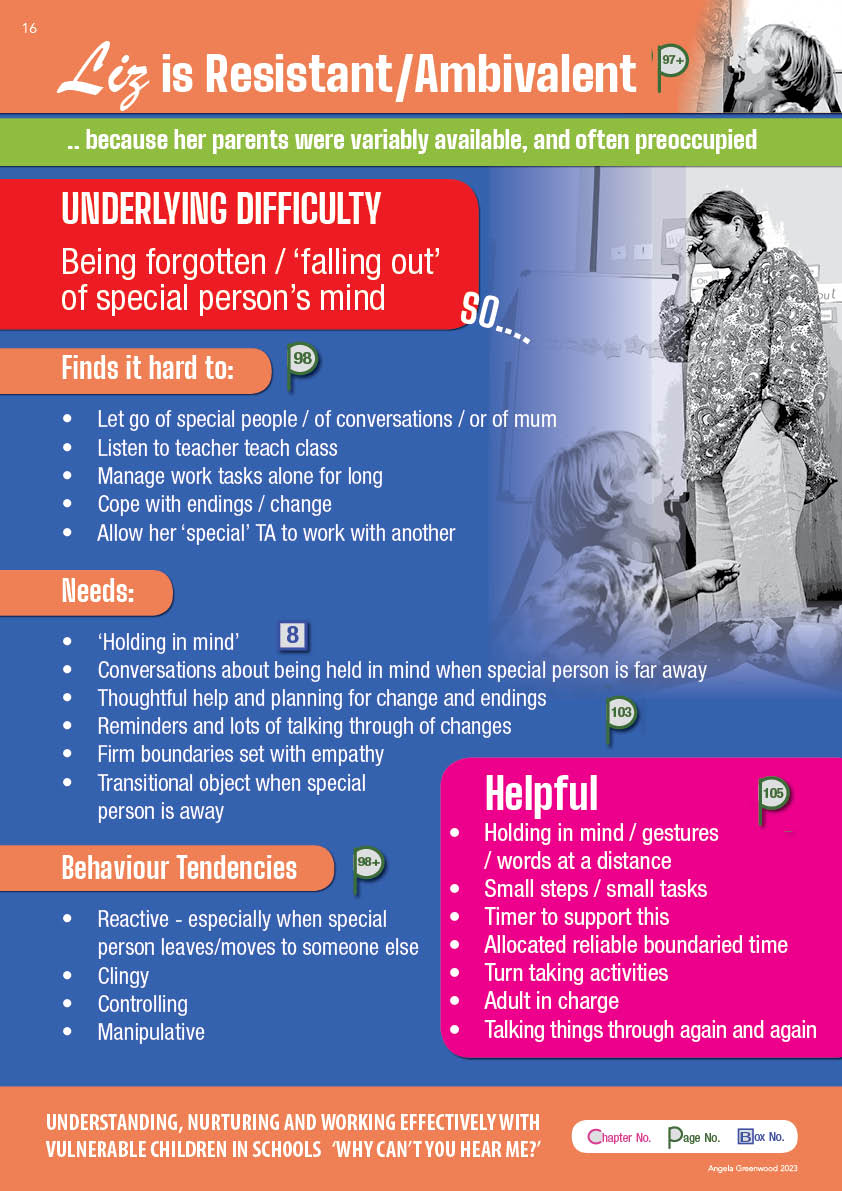 16
Liz is Resistant/Ambivalent
97+
.. because her parents were variably available, and often preoccupied
UNDERLYING DIFFICULTY
Being forgotten / ‘falling out’
of special person’s mind
SO....
Finds it hard to:
98
• Let go of special people / of conversations / or of mum
• Listen to teacher teach class
• Manage work tasks alone for long
• Cope with endings / change
• Allow her ‘special’ TA to work with another
Needs:
• ‘Holding in mind’
8
• Conversations about being held in mind when special person is far away
• Thoughtful help and planning for change and endings
• Reminders and lots of talking through of changes
103
• Firm boundaries set with empathy
• Transitional object when special
person is away
Behaviour Tendencies
98+
• Reactive - especially when special
person leaves/moves to someone else
• Clingy
• Controlling
• Manipulative
Helpful
105
• Holding in mind / gestures
/ words at a distance
• Small steps / small tasks
• Timer to support this
• Allocated reliable boundaried time
• Turn taking activities
• Adult in charge
• Talking things through again and again
UNDERSTANDING, NURTURING AND WORKING EFFECTIVELY WITH
VULNERABLE CHILDREN IN SCHOOLS ‘WHY CAN’T YOU HEAR ME?’
Chapter No. Page No. Box No.
Angela Greenwood 2023